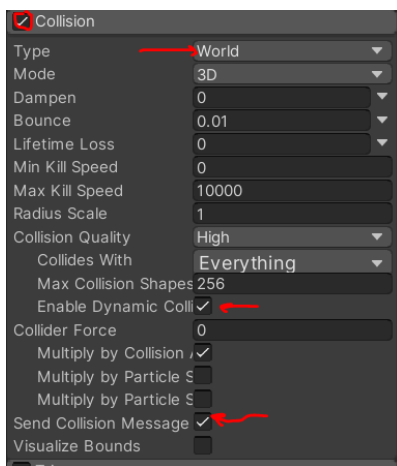 Collision
Type World
Mode 3D
Dampen 0
Bounce 0.01
Lifetime Loss 0
Min Kill Speed 0
Max Kill Speed 10000
Radius Scale 1
Collision Quality High
Collides With Everything
Max Collision Shapes 256
Enable Dynamic Colli
Collider Force 0
Multiply by Collision A
Multiply by Particle S
Multiply by Particle S
Send Collision Message
Visualize Bounds